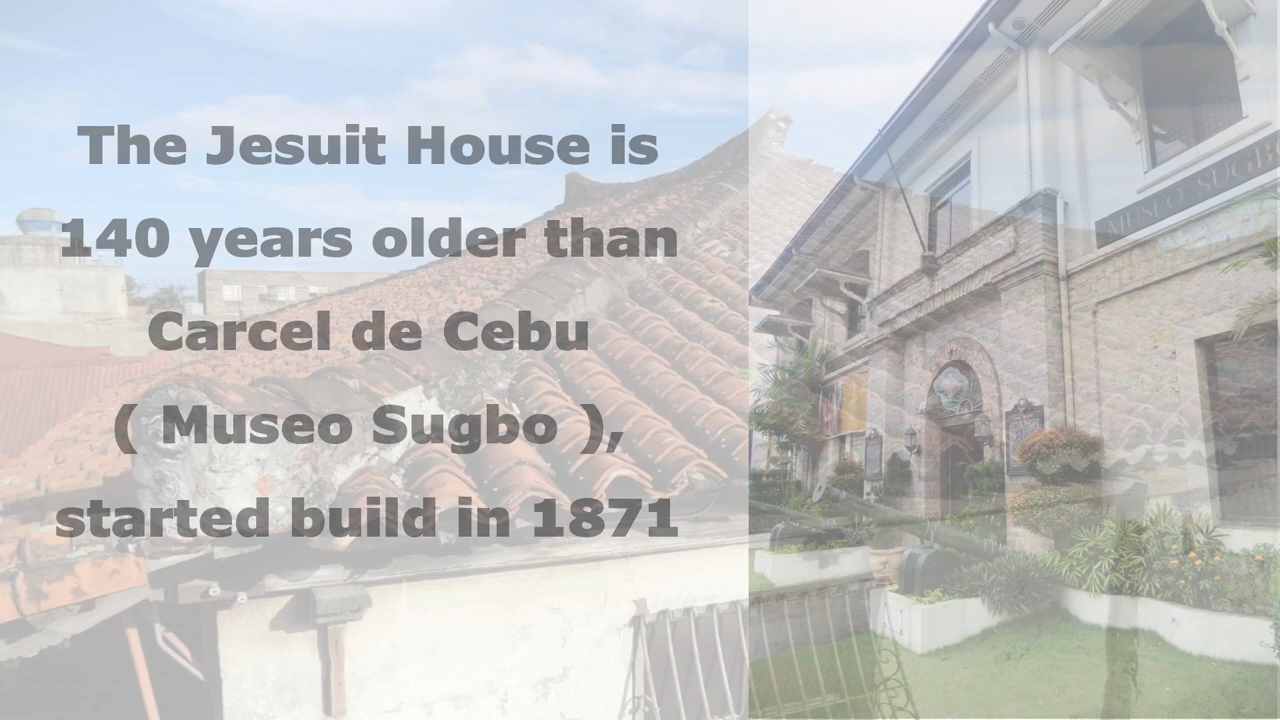 The Jesuit House is
140 years older than
Carcel de Cebu
( Museo Sugbo ),
started build in 1871
MUSEO SUGBO